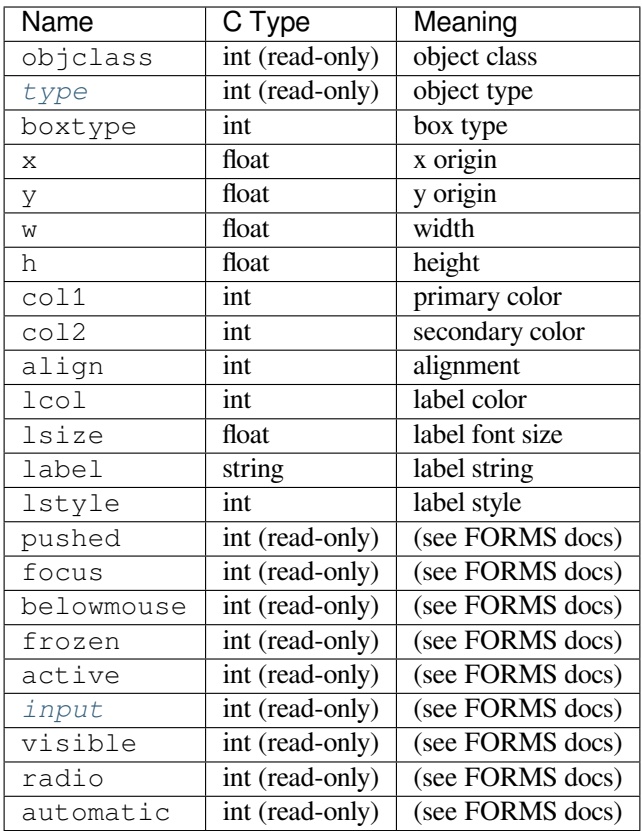 Name C Type Meaning
objclass int (read-only) object class
type int (read-only) object type
boxtype int box type
x float x origin
y float y origin
w float width
h float height
col1 int primary color
col2 int secondary color
align int alignment
lcol int label color
lsize float label font size
label string label string
lstyle int label style
pushed int (read-only) (see FORMS docs)
focus int (read-only) (see FORMS docs)
belowmouse int (read-only) (see FORMS docs)
frozen int (read-only) (see FORMS docs)
active int (read-only) (see FORMS docs)
input int (read-only) (see FORMS docs)
visible int (read-only) (see FORMS docs)
radio int (read-only) (see FORMS docs)
automatic int (read-only) (see FORMS docs)